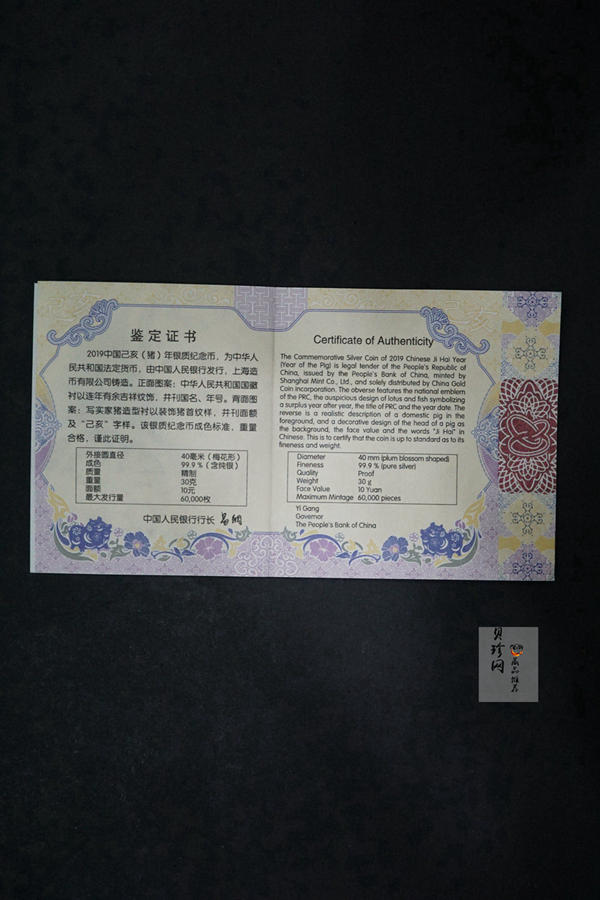 鉴定证书
2019中国己亥（猪）年银质纪念币，为中华人
民共和国法定货币，由中国人民银行发行，上海造
币有限公司铸造。正面图案：中华人民共和国国徽
衬以连年有余吉祥纹饰，并刊国名、年号。背面图
案：写实家猪造型衬以装饰猪首纹样，并刊面额
及“己亥”字样。该银质纪念币成色标准，重量
合格，谨此证明。
外接圆直径 40毫米（梅花形）
成色 99.9％（含纯银）
质量 精制
重量 30克
面额 10元
最大发行量 60,000枚
中国人民银行行长 易纲
Certificate of Authenticity
The Commemorative Silver Coin of 2019 Chinese Ji Hai Year
(Year of the Pig) is legal tender of the People's Republic of
China, issued by the People's Bank of China, minted by
Shanghai Mint Co., Ltd., and solely distributed by China Gold
Coin Incorporation. The obverse features the national emblem
of the PRC, the auspicious design of lotus and fish symbolizing
a surplus year after year, the title of PRC and the year date. The
reverse is a realistic description of a domestic pig in the
foreground, and a decorative design of the head of a pig as
the background, the face value and the words "Ji Hai" in
Chinese. This is to certify that the coin is up to standard as to its
fineness and weight.
Diameter 40 mm (plum blossom shaped)
Fineness 99.9 % (pure silver)
Quality Proof
Weight 30 g
Face Value 10 Yuan
Maximum Mintage 60,000 pieces
Yi Gang
Governor
The People's Bank of China
贝珍网
藏品推荐